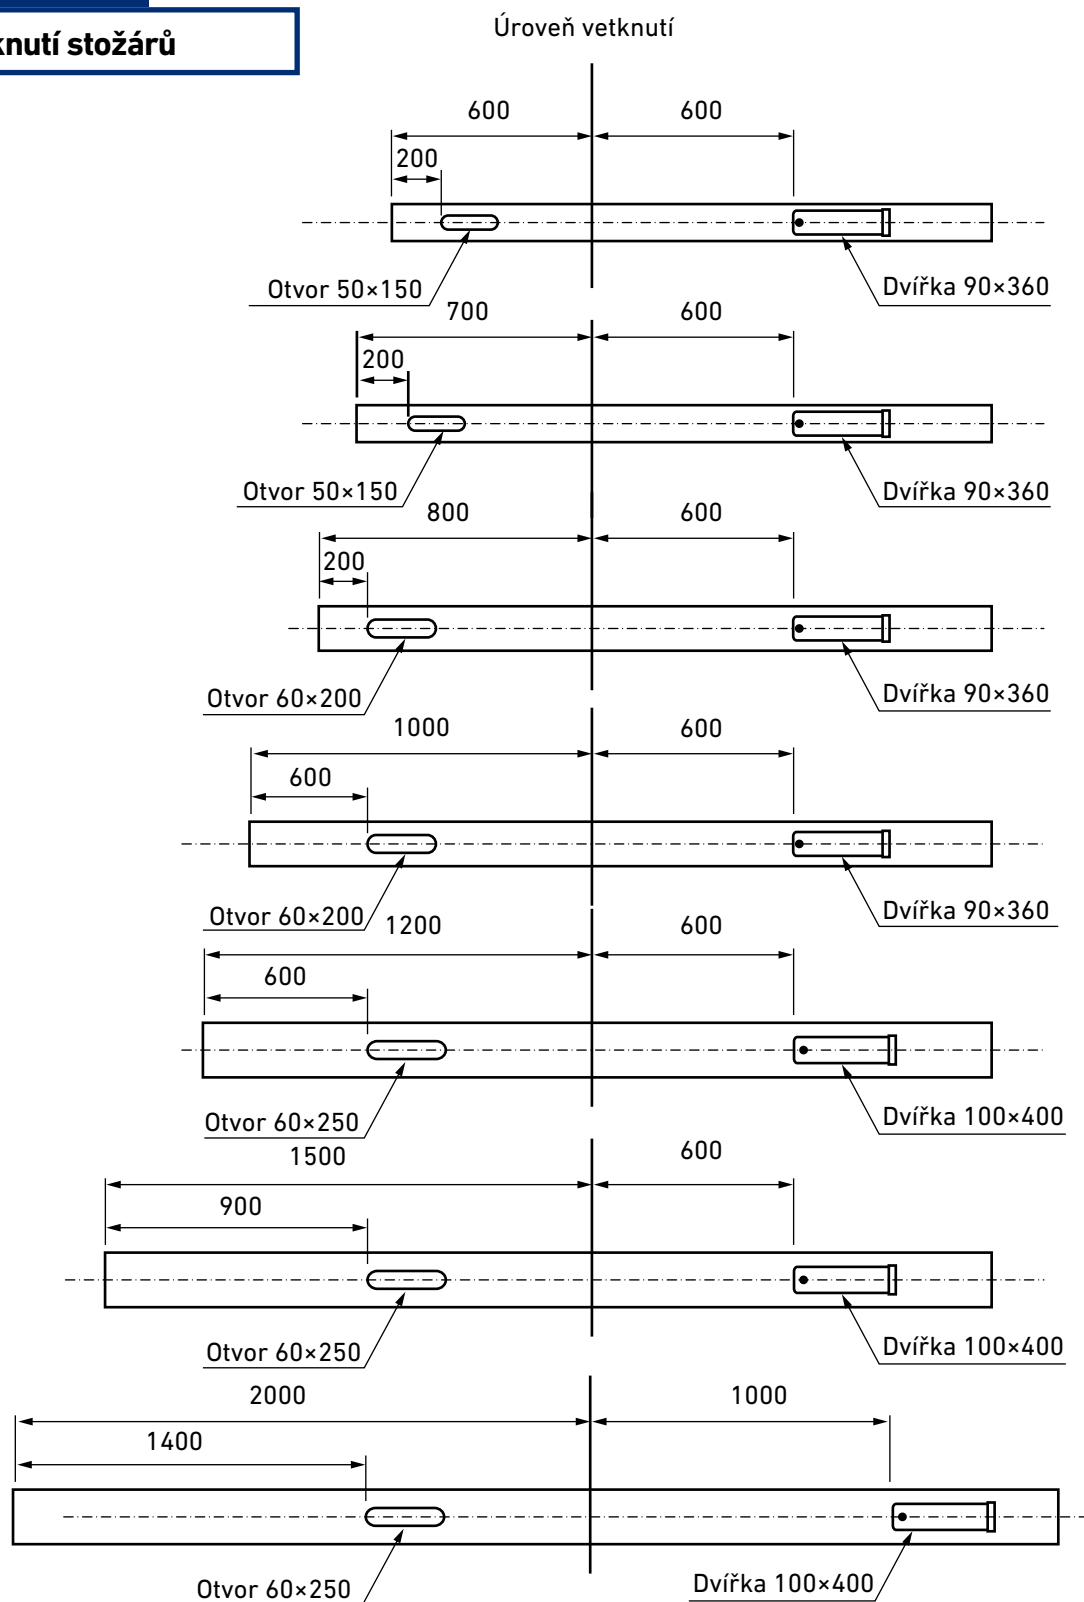 knutí stožárů
Úroveň vetknutí
600 600
200
Otvor 50×150 Dvířka 90×360
700 600
200
Otvor 50×150 Dvířka 90×360
800 600
200
Otvor 60×200 Dvířka 90×360
1000 600
600
Otvor 60×200 Dvířka 90×360
1200 600
600
Otvor 60×250 Dvířka 100×400
1500 600
900
Otvor 60×250 Dvířka 100×400
2000 1000
1400
Otvor 60×250 Dvířka 100×400